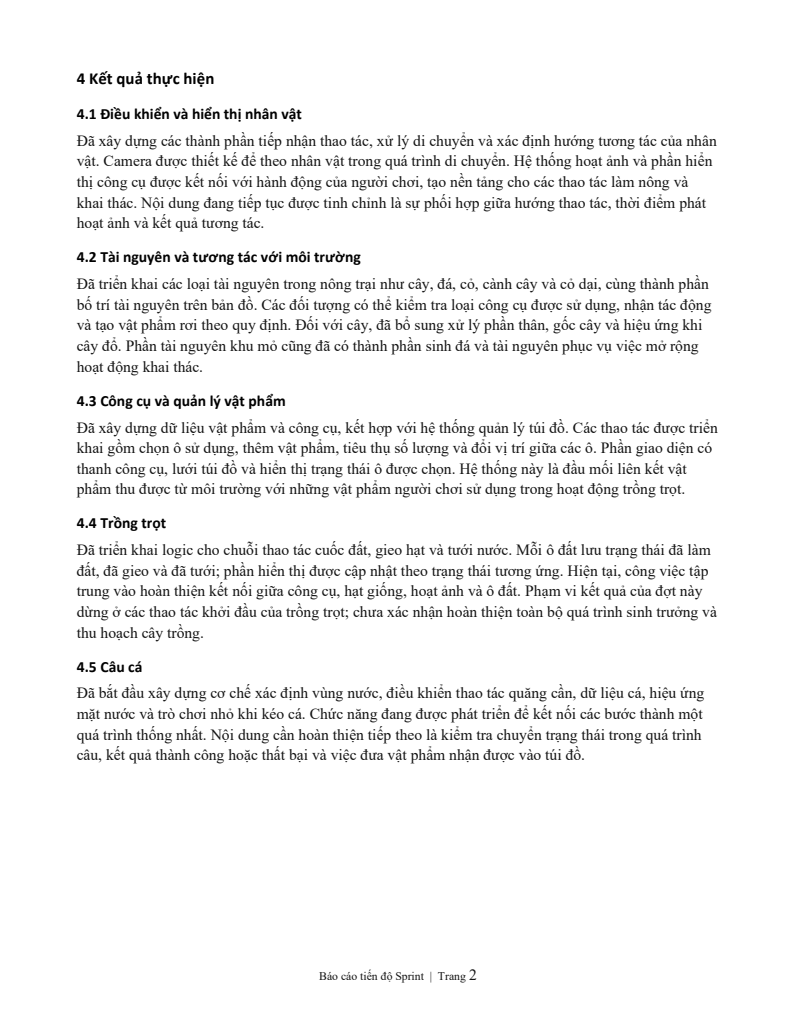 4 Kết quả thực hiện
4.1 Điều khiển và hiển thị nhân vật
Đã xây dựng các thành phần tiếp nhận thao tác, xử lý di chuyển và xác định hướng tương tác của nhân
vật. Camera được thiết kế để theo nhân vật trong quá trình di chuyển. Hệ thống hoạt ảnh và phần hiển
thị công cụ được kết nối với hành động của người chơi, tạo nền tảng cho các thao tác làm nông và
khai thác. Nội dung đang tiếp tục được tinh chỉnh là sự phối hợp giữa hướng thao tác, thời điểm phát
hoạt ảnh và kết quả tương tác.
4.2 Tài nguyên và tương tác với môi trường
Đã triển khai các loại tài nguyên trong nông trại như cây, đá, cỏ, cành cây và cỏ dại, cùng thành phần
bố trí tài nguyên trên bản đồ. Các đối tượng có thể kiểm tra loại công cụ được sử dụng, nhận tác động
và tạo vật phẩm rơi theo quy định. Đối với cây, đã bổ sung xử lý phần thân, gốc cây và hiệu ứng khi
cây đổ. Phần tài nguyên khu mỏ cũng đã có thành phần sinh đá và tài nguyên phục vụ việc mở rộng
hoạt động khai thác.
4.3 Công cụ và quản lý vật phẩm
Đã xây dựng dữ liệu vật phẩm và công cụ, kết hợp với hệ thống quản lý túi đồ. Các thao tác được triển
khai gồm chọn ô sử dụng, thêm vật phẩm, tiêu thụ số lượng và đổi vị trí giữa các ô. Phần giao diện có
thanh công cụ, lưới túi đồ và hiển thị trạng thái ô được chọn. Hệ thống này là đầu mối liên kết vật
phẩm thu được từ môi trường với những vật phẩm người chơi sử dụng trong hoạt động trồng trọt.
4.4 Trồng trọt
Đã triển khai logic cho chuỗi thao tác cuốc đất, gieo hạt và tưới nước. Mỗi ô đất lưu trạng thái đã làm
đất, đã gieo và đã tưới; phần hiển thị được cập nhật theo trạng thái tương ứng. Hiện tại, công việc tập
trung vào hoàn thiện kết nối giữa công cụ, hạt giống, hoạt ảnh và ô đất. Phạm vi kết quả của đợt này
dừng ở các thao tác khởi đầu của trồng trọt; chưa xác nhận hoàn thiện toàn bộ quá trình sinh trưởng và
thu hoạch cây trồng.
4.5 Câu cá
Đã bắt đầu xây dựng cơ chế xác định vùng nước, điều khiển thao tác quăng cần, dữ liệu cá, hiệu ứng
mặt nước và trò chơi nhỏ khi kéo cá. Chức năng đang được phát triển để kết nối các bước thành một
quá trình thống nhất. Nội dung cần hoàn thiện tiếp theo là kiểm tra chuyển trạng thái trong quá trình
câu, kết quả thành công hoặc thất bại và việc đưa vật phẩm nhận được vào túi đồ.
Báo cáo tiến độ Sprint | Trang 2